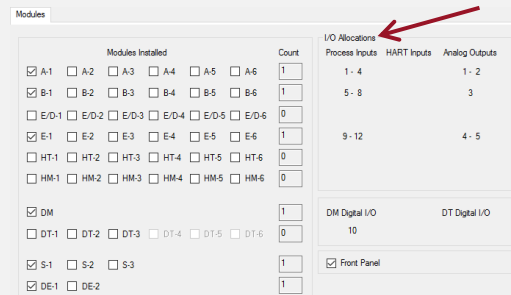 Modules
I/O Allocations
Modules Installed Count Process Inputs HART Inputs Analog Outputs
A-1 A-2 A-3 A-4 A-5 A-6 1 1 - 4 1 - 2
B-1 B-2 B-3 B-4 B-5 B-6 1 5 - 8 3
E/D-1 E/D-2 E/D-3 E/D-4 E/D-5 E/D-6 0
E-1 E-2 E-3 E-4 E-5 E-6 1 9 - 12 4 - 5
HT-1 HT-2 HT-3 HT-4 HT-5 HT-6 0
HM-1 HM-2 HM-3 HM-4 HM-5 HM-6 0
DM 1 DM Digital I/O DT Digital I/O
DT-1 DT-2 DT-3 DT-4 DT-5 DT-6 0 10
S-1 S-2 S-3 1 Front Panel
DE-1 DE-2 1